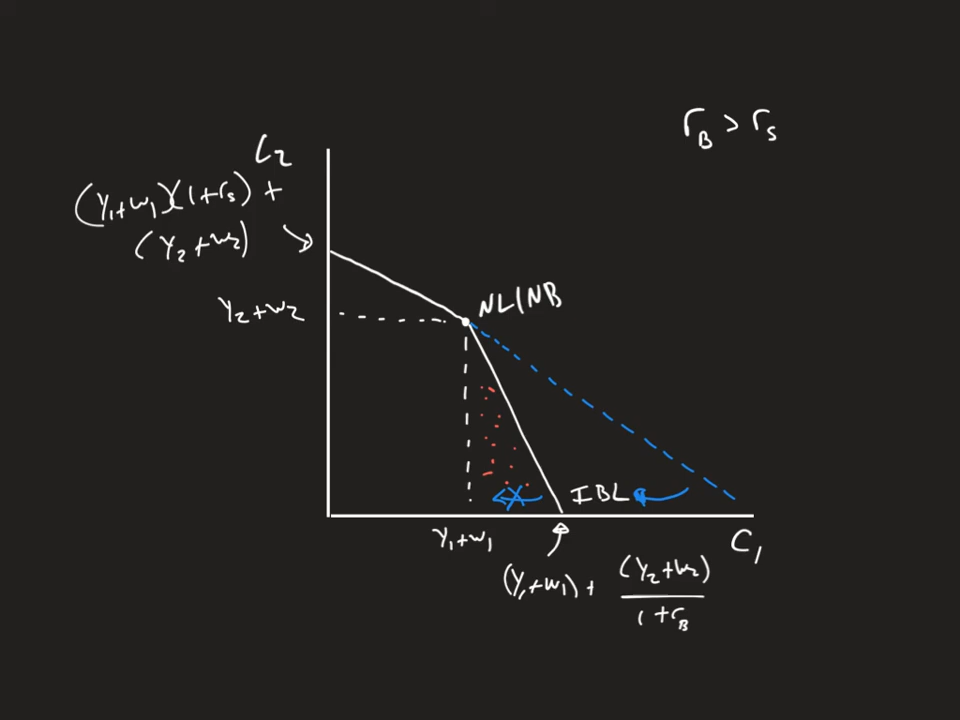 r_B > r_s
C_2
(Y_1+w_1)(1+r_s) +
(Y_2+w_2)
NL/NB
Y_2+w_2
IBL
Y_1+w_1
C_1
(Y_1+w_1) + (Y_2+w_2)
1+r_B